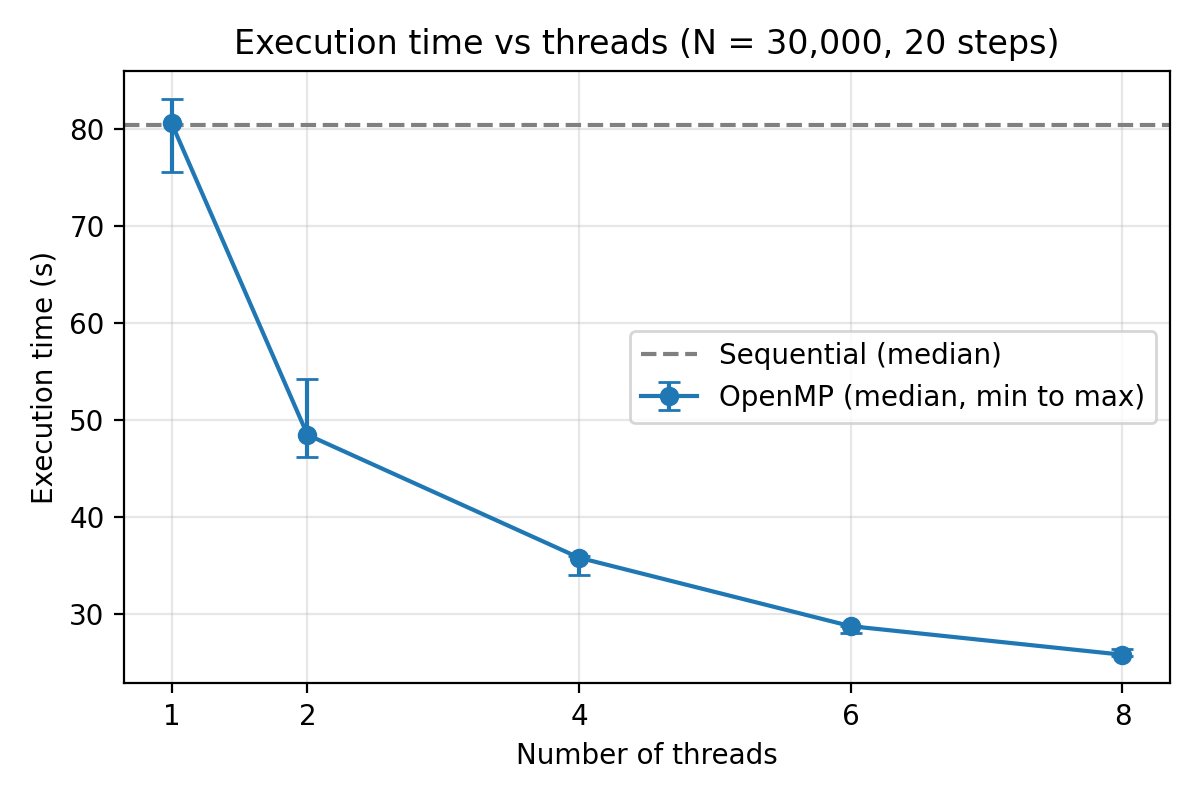 Execution time vs threads (N = 30,000, 20 steps)
Execution time (s)
80
70
60
50
40
30
Sequential (median)
OpenMP (median, min to max)
1 2 4 6 8
Number of threads